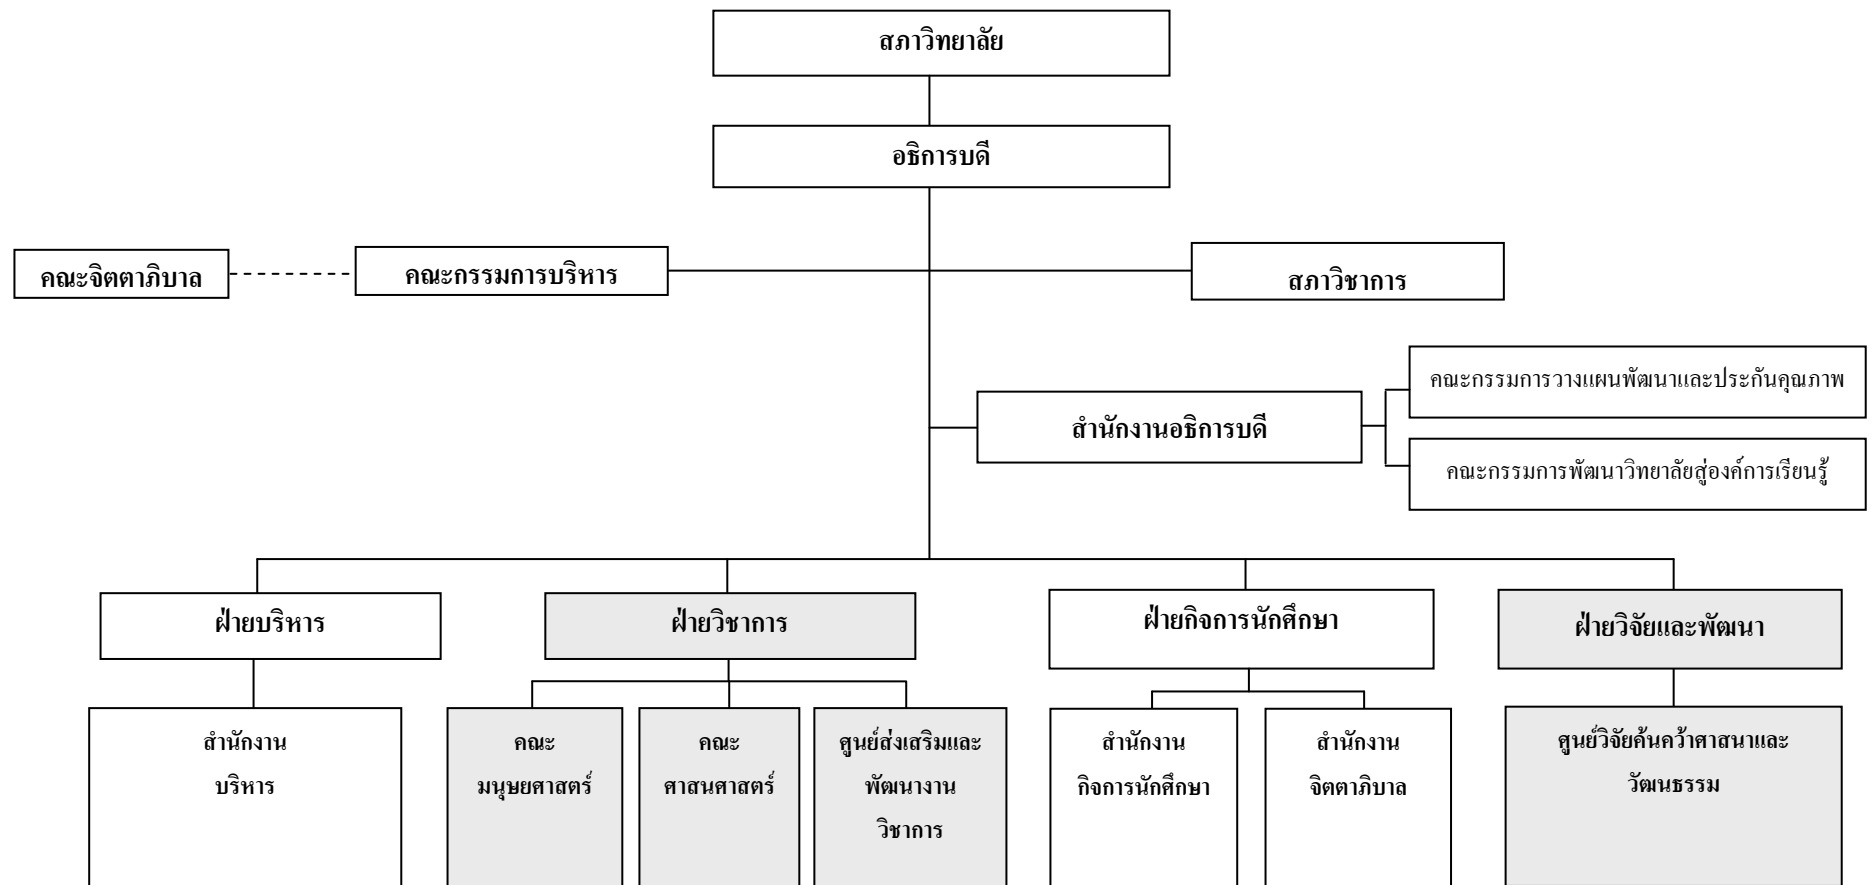 สภาวิทยาลัย
อธิการบดี
คณะจิตตาภิบาล
คณะกรรมการบริหาร
สภาวิชาการ
คณะกรรมการวางแผนพัฒนาและประกันคุณภาพ
สำนักงานอธิการบดี
คณะกรรมการพัฒนาวิทยาลัยสู่องค์การเรียนรู้
ฝ่ายบริหาร
ฝ่ายวิชาการ
ฝ่ายกิจการนักศึกษา
ฝ่ายวิจัยและพัฒนา
สำนักงาน
บริหาร
คณะ
มนุษยศาสตร์
คณะ
ศาสนศาสตร์
ศูนย์ส่งเสริมและ
พัฒนางาน
วิชาการ
สำนักงาน
กิจการนักศึกษา
สำนักงาน
จิตตาภิบาล
ศูนย์วิจัยค้นคว้าศาสนาและ
วัฒนธรรม